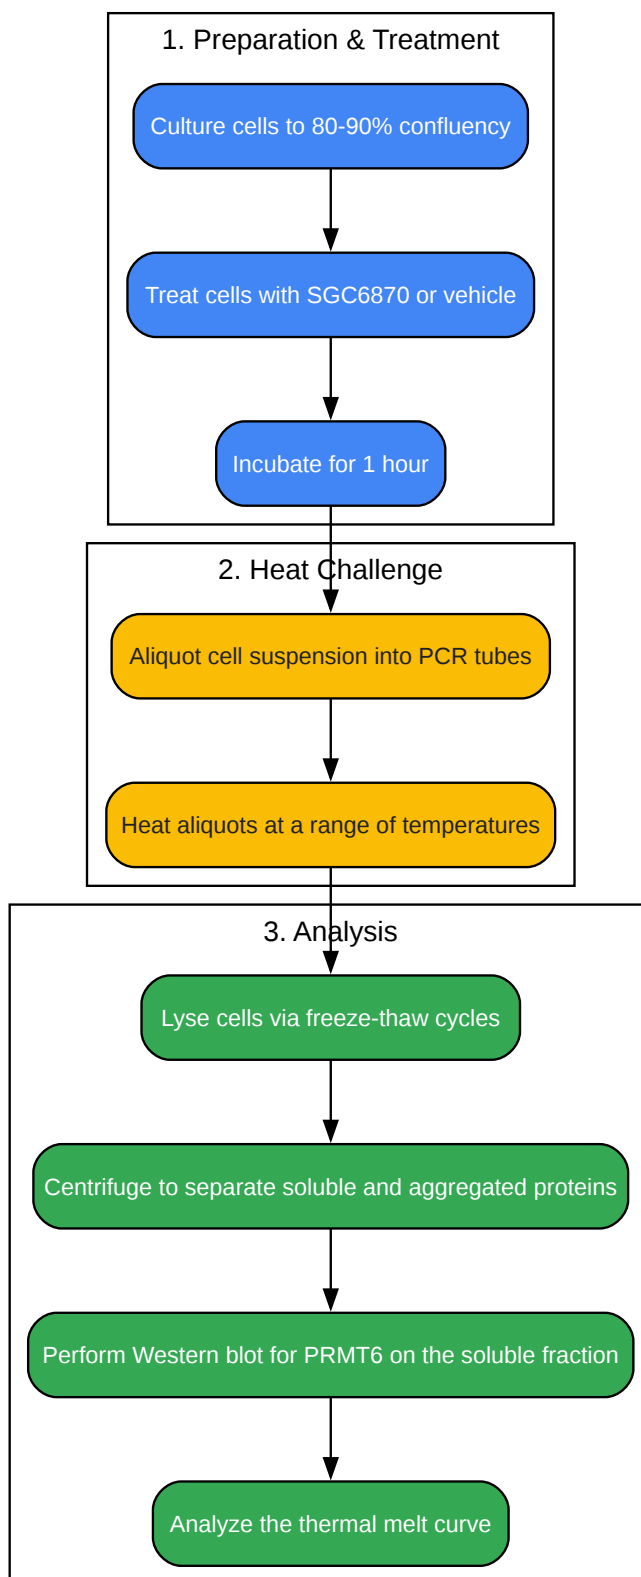 1. Preparation & Treatment
Culture cells to 80-90% confluency
Treat cells with SGC6870 or vehicle
Incubate for 1 hour
2. Heat Challenge
Aliquot cell suspension into PCR tubes
Heat aliquots at a range of temperatures
3. Analysis
Lyse cells via freeze-thaw cycles
Centrifuge to separate soluble and aggregated proteins
Perform Western blot for PRMT6 on the soluble fraction
Analyze the thermal melt curve